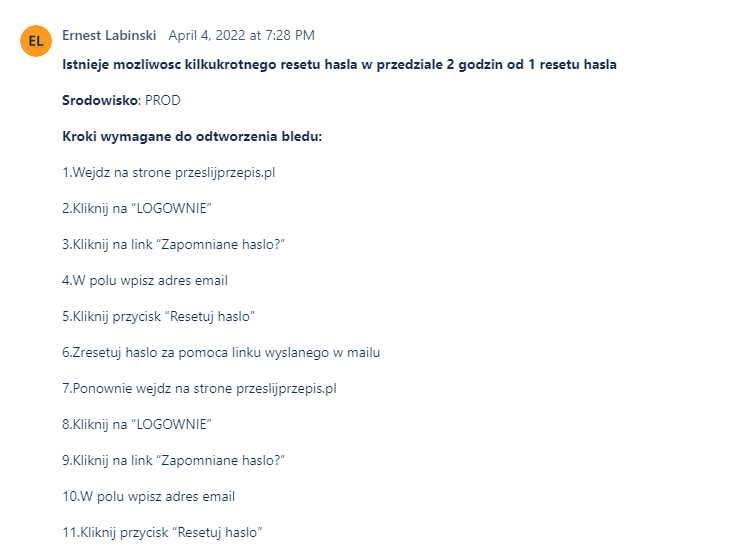 EL
Ernest Labinski April 4, 2022 at 7:28 PM
Istnieje mozliwosc kilkukrotnego resetu hasla w przedziale 2 godzin od 1 resetu hasla
Srodowisko: PROD
Kroki wymagane do odtworzenia bledu:
1.Wejdz na strone przeslijprzepis.pl
2.Kliknij na “LOGOWNIE”
3.Kliknij na link “Zapomniane haslo?”
4.W polu wpisz adres email
5.Kliknij przycisk “Resetuj haslo”
6.Zresetuj haslo za pomoca linku wyslanego w mailu
7.Ponownie wejdz na strone przeslijprzepis.pl
8.Kliknij na “LOGOWNIE”
9.Kliknij na link “Zapomniane haslo?”
10.W polu wpisz adres email
11.Kliknij przycisk “Resetuj haslo”